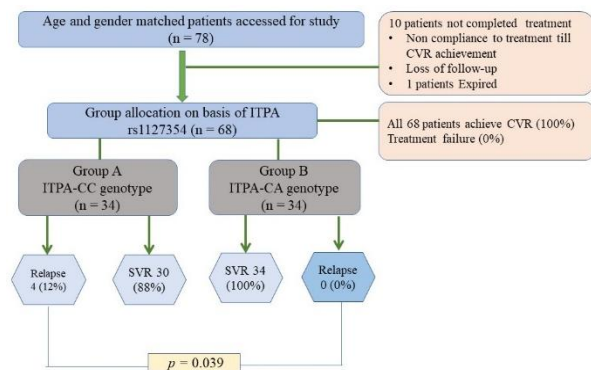 Age and gender matched patients accessed for study
(n = 78)
10 patients not completed treatment
• Non compliance to treatment till
CVR achievement
• Loss of follow-up
• 1 patients Expired
Group allocation on basis of ITPA
rs1127354 (n = 68)
All 68 patients achieve CVR (100%)
Treatment failure (0%)
Group A
ITPA-CC genotype
(n = 34)
Group B
ITPA-CA genotype
(n = 34)
Relapse
4 (12%)
SVR 30
(88%)
SVR 34
(100%)
Relapse
0 (0%)
p = 0.039